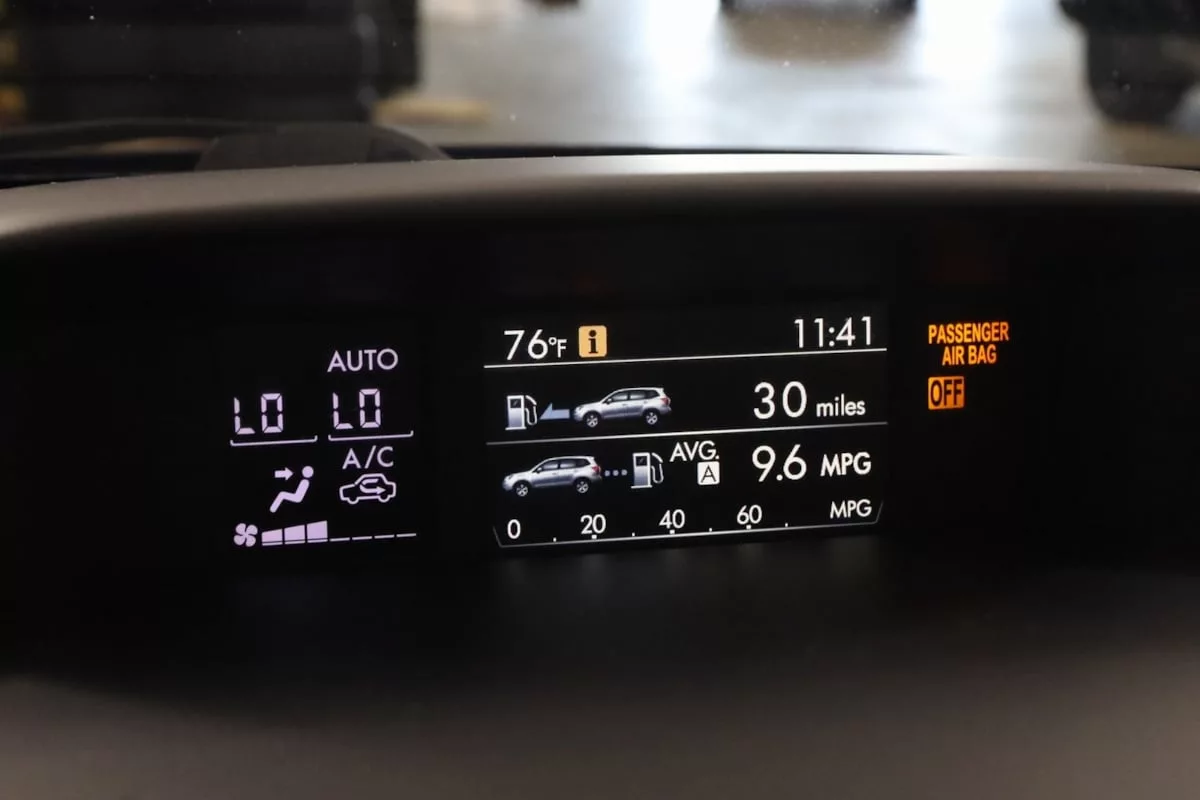 AUTO
LO LO
A/C
76°F i 11:41
30 miles
AVG. A 9.6 MPG
0 20 40 60 MPG
PASSENGER
AIR BAG
OFF